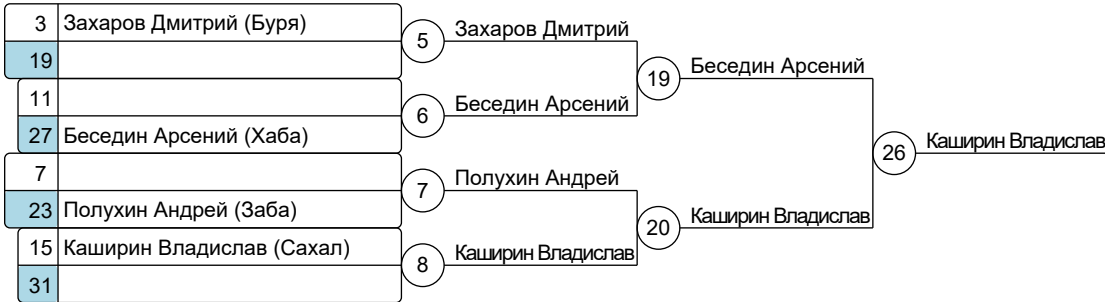 3 Захаров Дмитрий (Буря)
19
5
Захаров Дмитрий
11
27 Беседин Арсений (Хаба)
6
Беседин Арсений
19
Беседин Арсений
7
23 Полухин Андрей (Заба)
7
Полухин Андрей
15 Каширин Владислав (Сахал)
31
8
Каширин Владислав
20
Каширин Владислав
26
Каширин Владислав